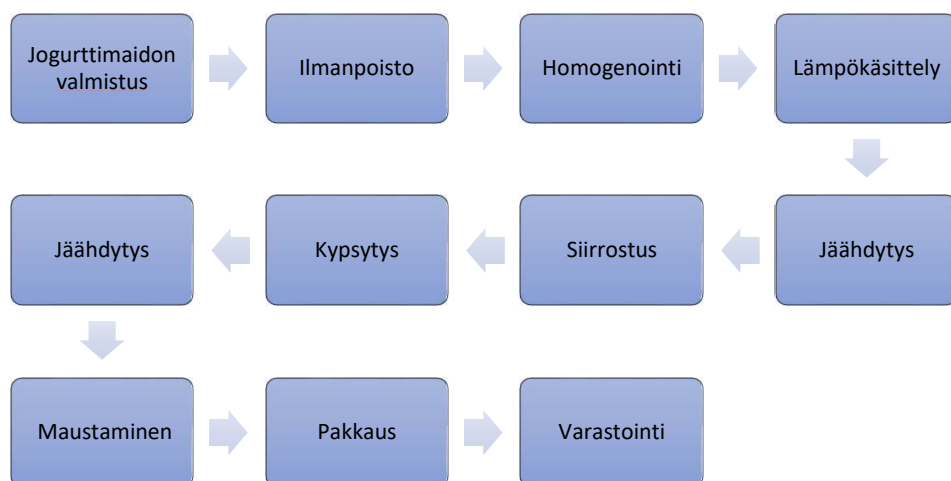 Jogurttimaidon
valmistus
Ilmanpoisto
Homogenointi
Lämpökäsittely
Jäähdytys
Siirrostus
Kypsytys
Jäähdytys
Maustaminen
Pakkaus
Varastointi